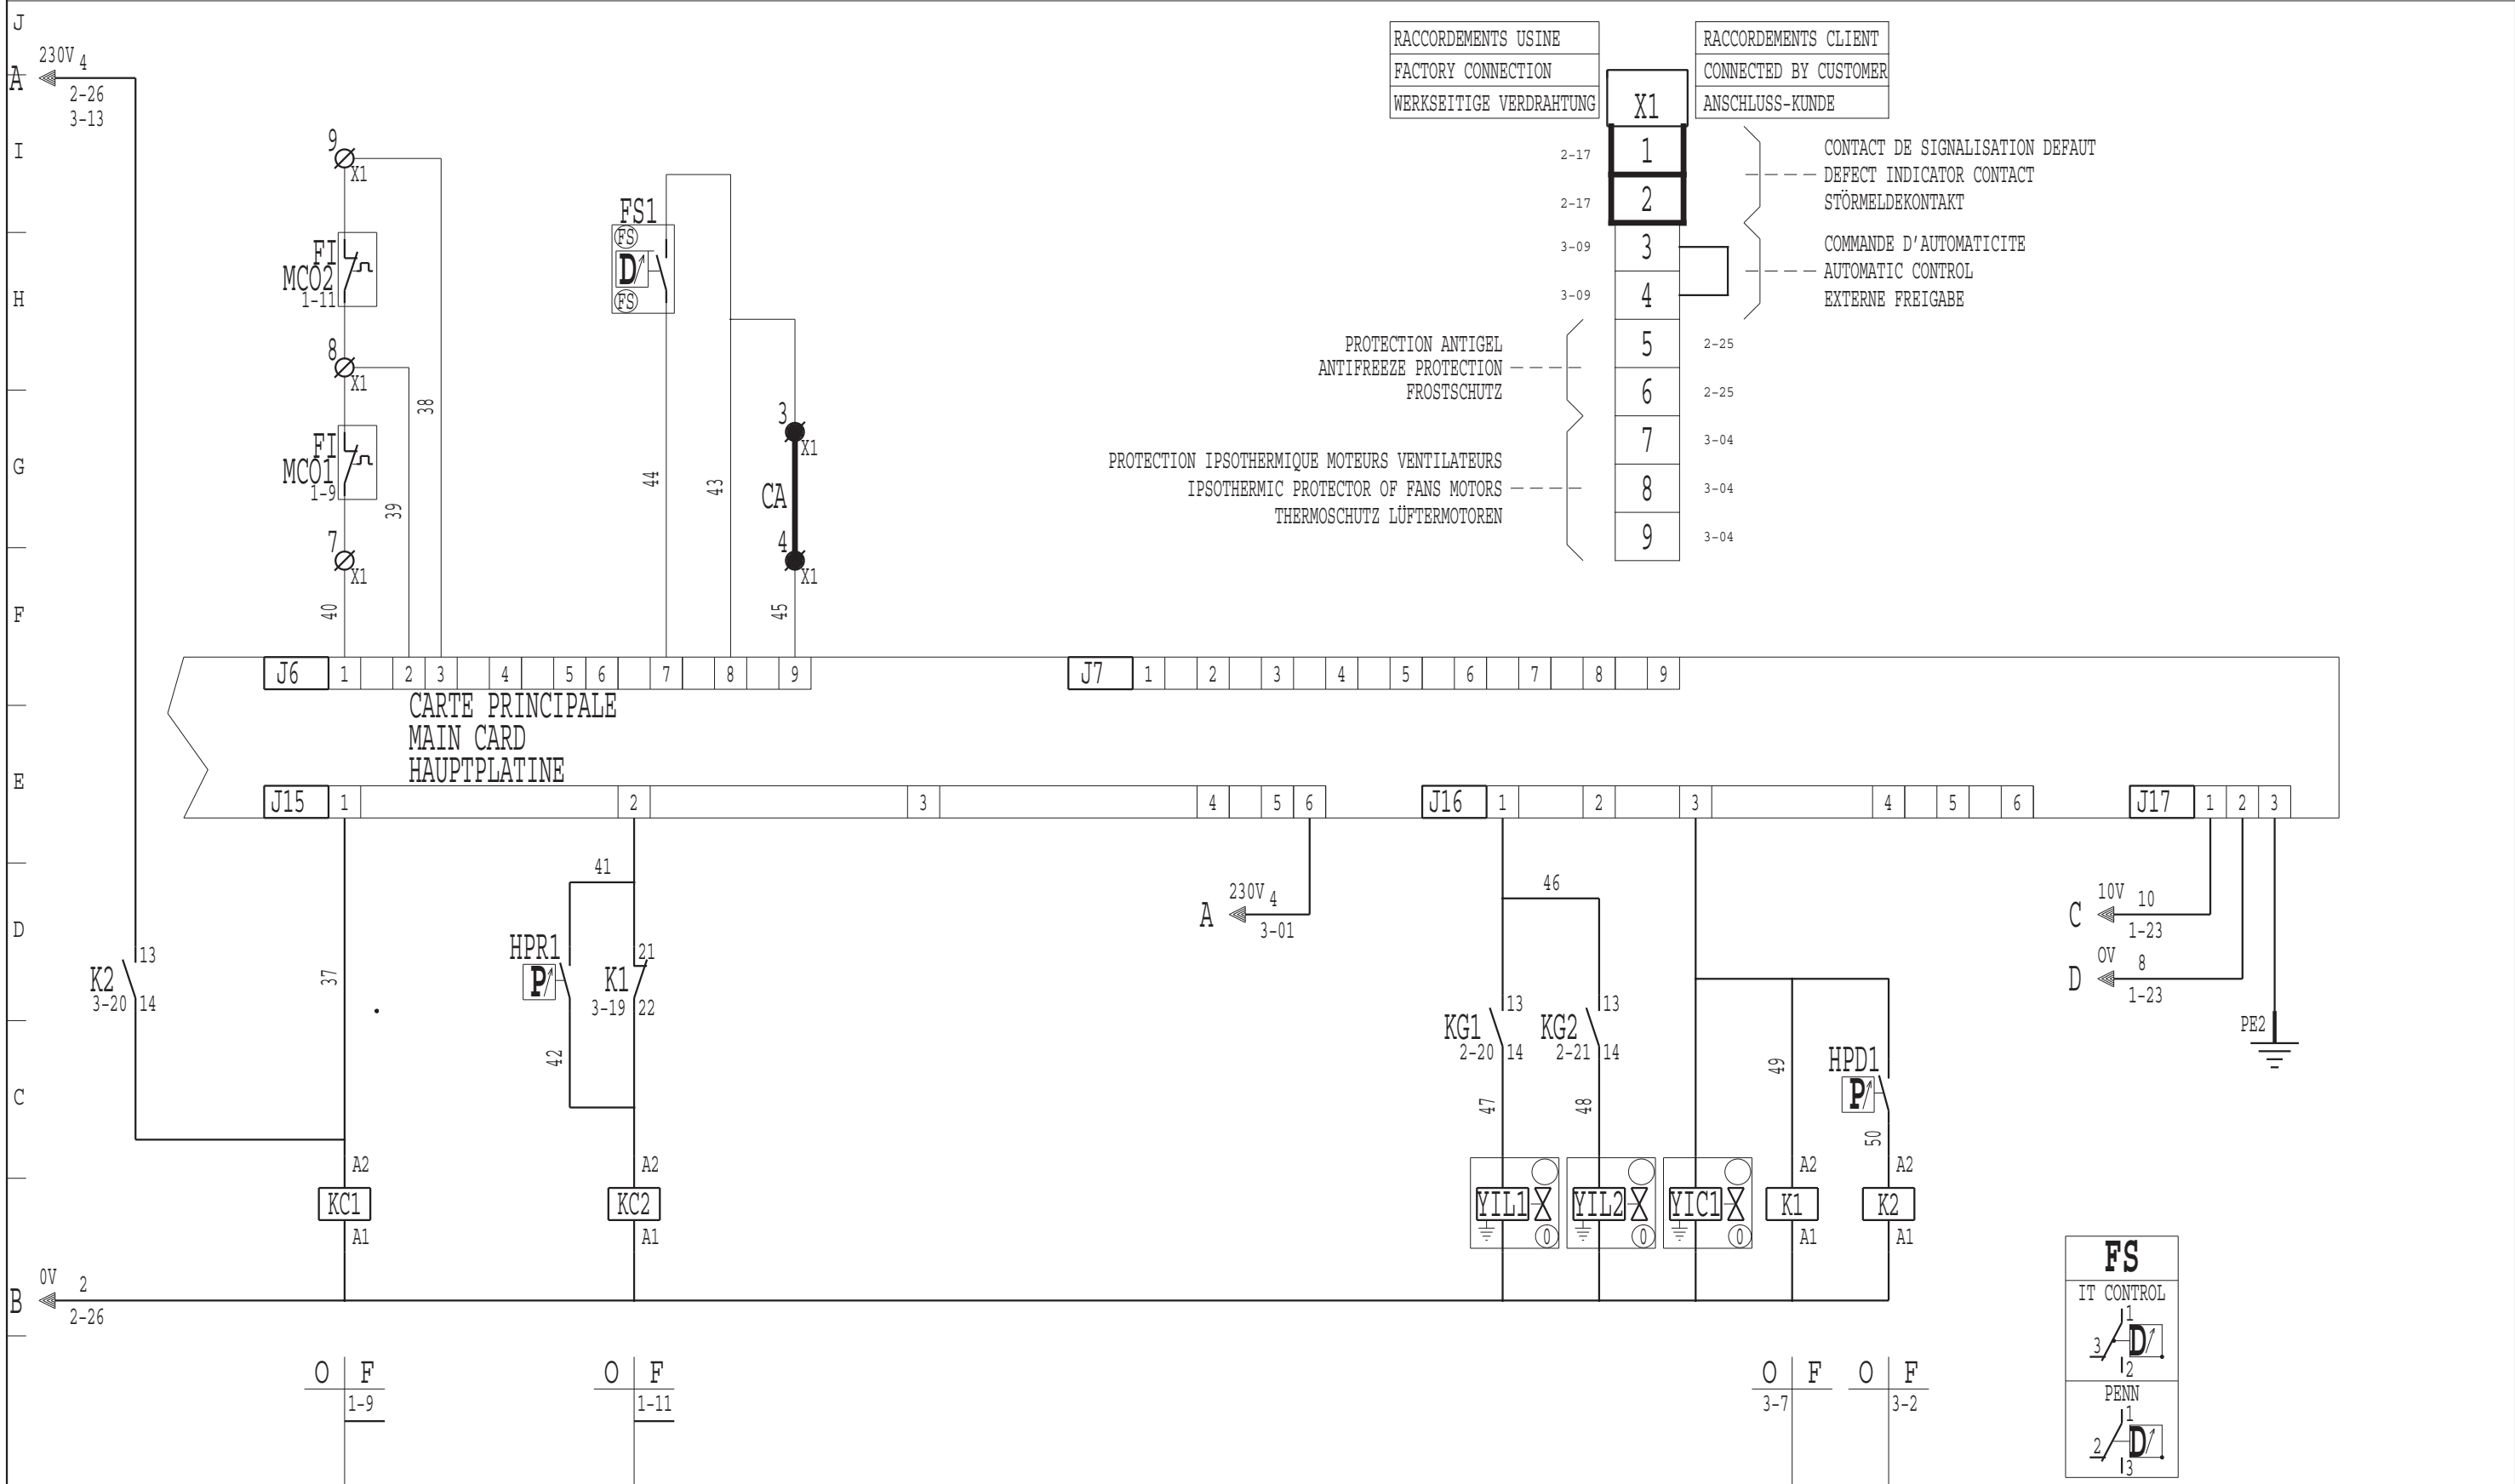 J
A
I
H
G
F
E
D
C
B
230V 4
2-26
3-13
9
X1
FI
MCO2
1-11
8
X1
FI
MCO1
1-9
7
X1
40
39
38
FS1
FS
D
FS
44
43
3
X1
CA
4
X1
45
RACCORDEMENTS USINE
FACTORY CONNECTION
WERKSEITIGE VERDRAHTUNG
X1
RACCORDEMENTS CLIENT
CONNECTED BY CUSTOMER
ANSCHLUSS-KUNDE
2-17 1
2-17 2
3-09 3
3-09 4
5 2-25
6 2-25
7 3-04
8 3-04
9 3-04
CONTACT DE SIGNALISATION DEFAUT
DEFECT INDICATOR CONTACT
STÖRMELDEKONTAKT
COMMANDE D'AUTOMATICITE
AUTOMATIC CONTROL
EXTERNE FREIGABE
PROTECTION ANTIGEL
ANTIFREEZE PROTECTION
FROSTSCHUTZ
PROTECTION IPSOTHERMIQUE MOTEURS VENTILATEURS
IPSOTHERMIC PROTECTOR OF FANS MOTORS
THERMOSCHUTZ LÜFTERMOTOREN
J6 1 2 3 4 5 6 7 8 9
J7 1 2 3 4 5 6 7 8 9
CARTE PRINCIPALE
MAIN CARD
HAUPTPLATINE
J15 1 2 3 4 5 6
J16 1 2 3 4 5 6
J17 1 2 3
K2
3-20
13
14
37
41
HPR1
P
42
K1
3-19
21
22
A
230V 4
3-01
46
KG1
2-20
13
14
47
KG2
2-21
13
14
48
49
HPD1
P
50
C
10V 10
1-23
D
0V 8
1-23
PE2
A2
KC1
A1
A2
KC2
A1
YIL1
0
YIL2
0
YIC1
0
A2
K1
A1
A2
K2
A1
0V 2
2-26
O F
1-9
O F
1-11
O F
3-7
O F
3-2
FS
IT CONTROL
1
3
D
2
PENN
1
2
D
3